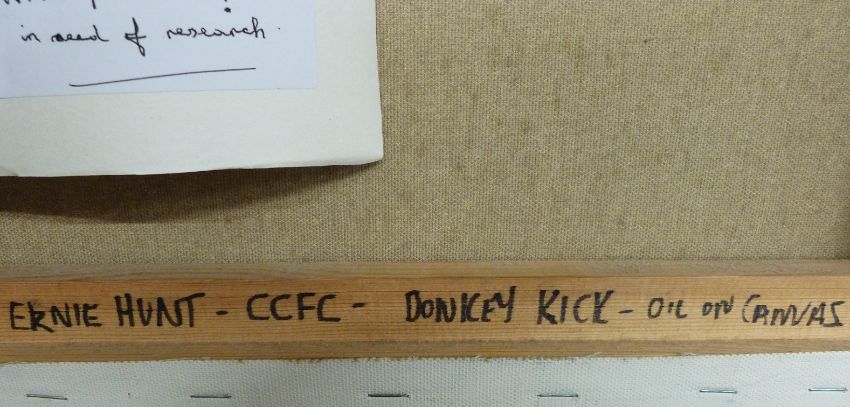 in need of research
ERNIE HUNT - CCFC - DONKEY KICK - OIL ON CANVAS